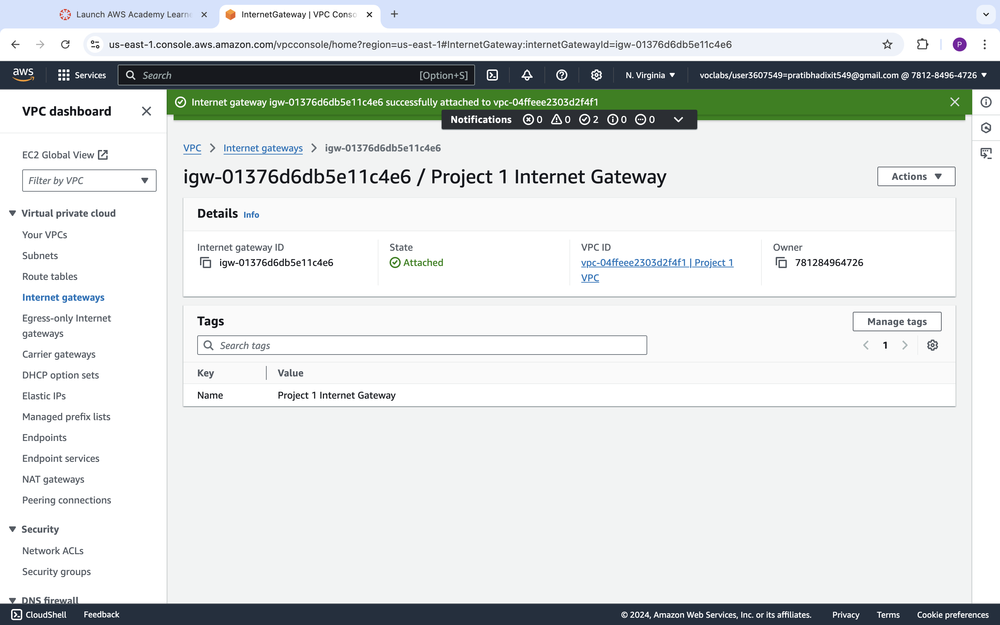 Launch AWS Academy Learne
InternetGateway | VPC Conso
us-east-1.console.aws.amazon.com/vpcconsole/home?region=us-east-1#InternetGateway:internetGatewayId=igw-01376d6db5e11c4e6
P
aws
Services
Search
[Option+S]
N. Virginia
voclabs/user3607549=pratibhadixit549@gmail.com @ 7812-8496-4726
VPC dashboard
EC2 Global View
Filter by VPC
Virtual private cloud
Your VPCs
Subnets
Route tables
Internet gateways
Egress-only Internet
gateways
Carrier gateways
DHCP option sets
Elastic IPs
Managed prefix lists
Endpoints
Endpoint services
NAT gateways
Peering connections
Security
Network ACLs
Security groups
DNS firewall
Internet gateway igw-01376d6db5e11c4e6 successfully attached to vpc-04ffeee2303d2f4f1
Notifications 0 0 2 0 0
VPC > Internet gateways > igw-01376d6db5e11c4e6
igw-01376d6db5e11c4e6 / Project 1 Internet Gateway
Actions
Details Info
Internet gateway ID
igw-01376d6db5e11c4e6
State
Attached
VPC ID
vpc-04ffeee2303d2f4f1 | Project 1
VPC
Owner
781284964726
Tags
Manage tags
Search tags
1
Key Value
Name Project 1 Internet Gateway
CloudShell
Feedback
© 2024, Amazon Web Services, Inc. or its affiliates.
Privacy
Terms
Cookie preferences